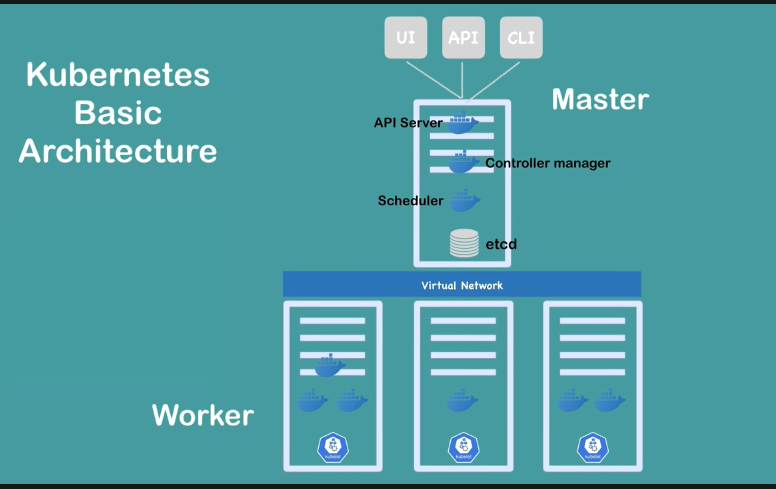 UI
API
CLI
Kubernetes
Basic
Architecture
Master
API Server
Controller manager
Scheduler
etcd
Virtual Network
Worker
kubelet
kubelet
kubelet